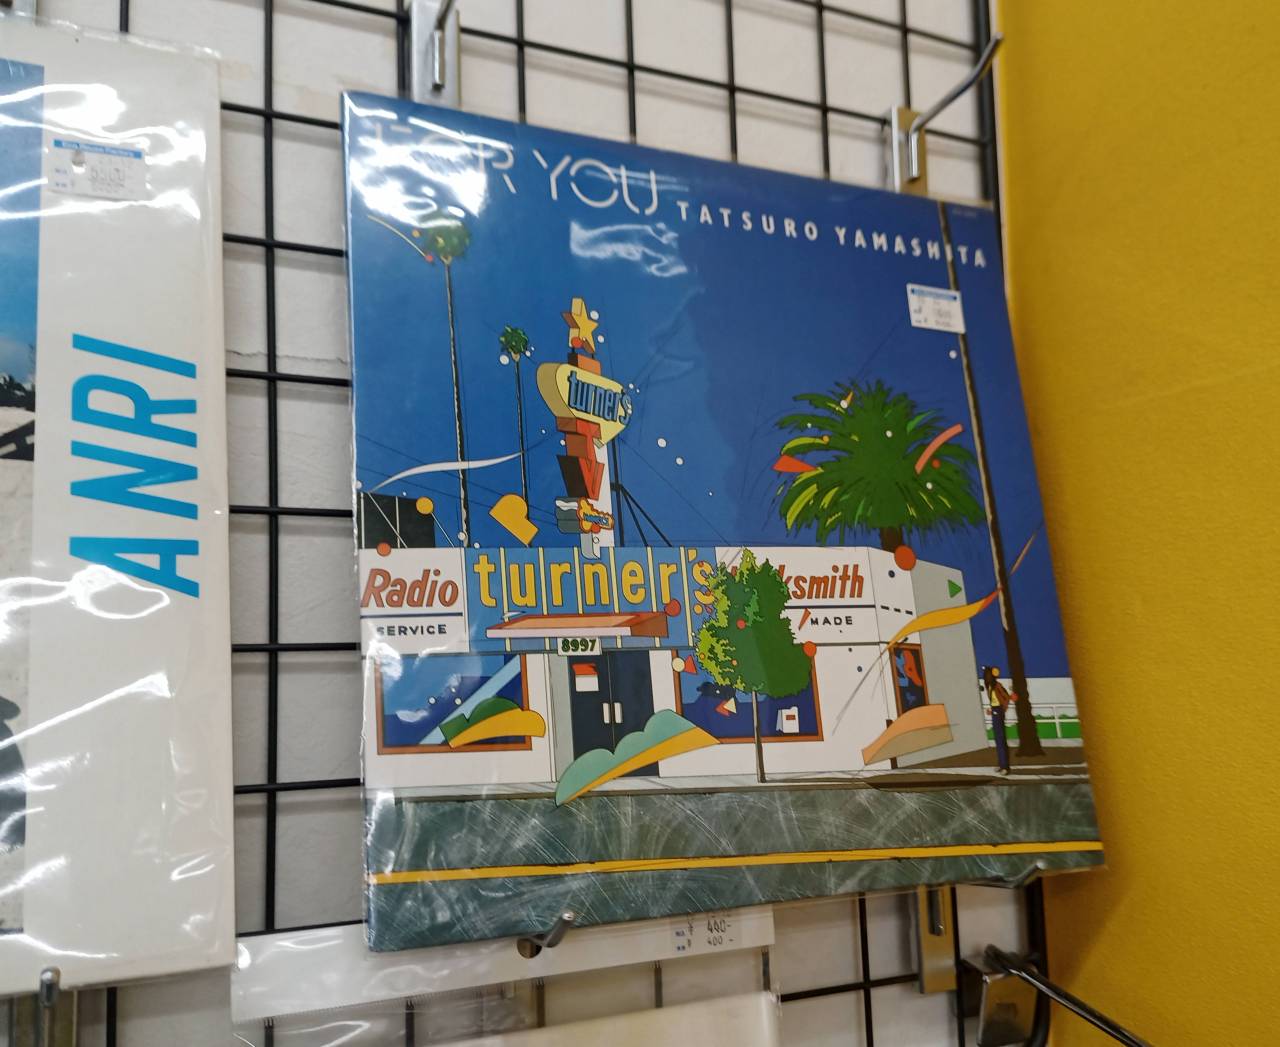 ANRI
FOR YOU
TATSURO YAMASHITA
turner's
Radio
SERVICE
turner's
8997
ksmith
MADE
440-
400 -